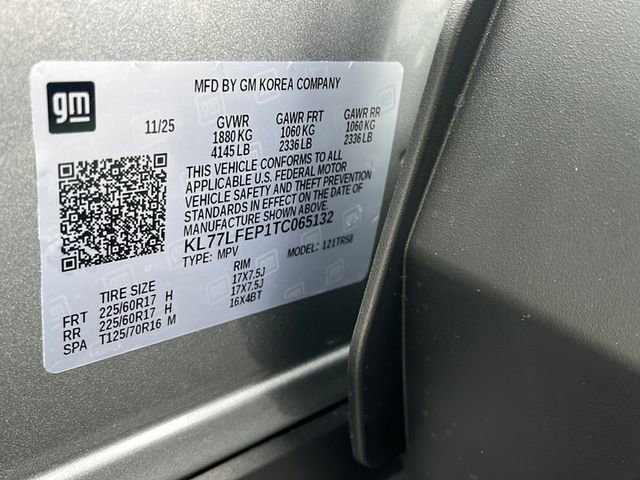 gm
MFD BY GM KOREA COMPANY
11/25
GVWR GAWR FRT GAWR RR
1880 KG 1060 KG 1060 KG
4145 LB 2336 LB 2336 LB
THIS VEHICLE CONFORMS TO ALL
APPLICABLE U.S. FEDERAL MOTOR
VEHICLE SAFETY AND THEFT PREVENTION
STANDARDS IN EFFECT ON THE DATE OF
MANUFACTURE SHOWN ABOVE.
KL77LFEP1TC065132
TYPE: MPV MODEL: 121TR58
TIRE SIZE RIM
FRT 225/60R17 H 17X7.5J
RR 225/60R17 H 17X7.5J
SPA T125/70R16 M 16X4BT